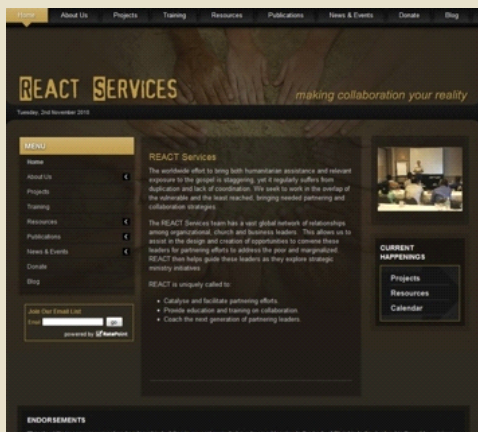 Home About Us Projects Training Resources Publications News & Events Donate Blog
REACT SERVICES
making collaboration your reality
Tuesday, 2nd November 2010
MENU
Home
About Us
Projects
Training
Resources
Publications
News & Events
Donate
Blog
Join Our Email List
Email: go
powered by RatePoint
REACT Services
The worldwide effort to bring both humanitarian assistance and relevant
exposure to the gospel is staggering, yet it regularly suffers from
duplication and lack of coordination. We seek to work in the overlap of
the vulnerable and the least reached, bringing needed partnering and
collaboration strategies.
The REACT Services team has a vast global network of relationships
among organizational, church and business leaders. This allows us to
assist in the design and creation of opportunities to convene these
leaders for partnering efforts to address the poor and marginalized.
REACT then helps guide these leaders as they explore strategic
ministry initiatives.
REACT is uniquely called to:
• Catalyse and facilitate partnering efforts.
• Provide education and training on collaboration.
• Coach the next generation of partnering leaders.
CURRENT
HAPPENINGS
Projects
Resources
Calendar
ENDORSEMENTS